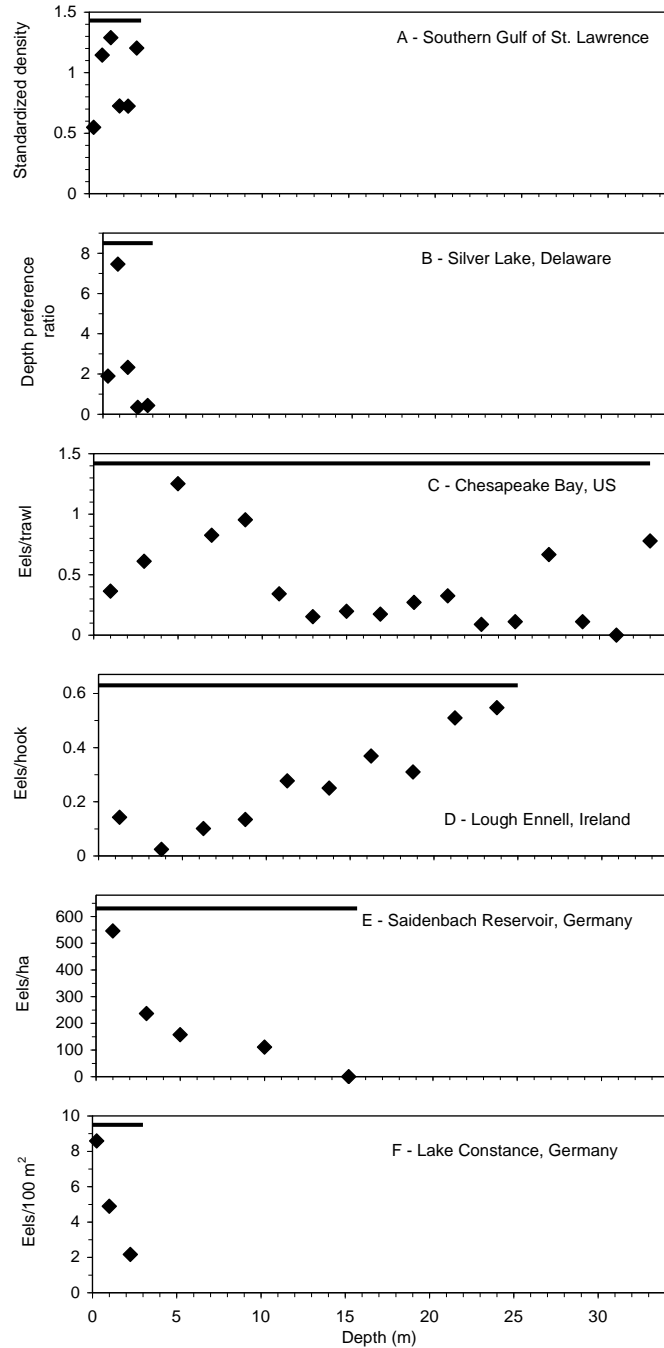 1.5
A - Southern Gulf of St. Lawrence
1
0.5
0
Standardized density
B - Silver Lake, Delaware
8
6
4
2
0
Depth preference
ratio
1.5
C - Chesapeake Bay, US
1
0.5
0
Eels/trawl
0.6
0.4
0.2
D - Lough Ennell, Ireland
0
Eels/hook
600
E - Saidenbach Reservoir, Germany
500
400
300
200
100
0
Eels/ha
10
F - Lake Constance, Germany
8
6
4
2
0
Eels/100 m²
0 5 10 15 20 25 30
Depth (m)